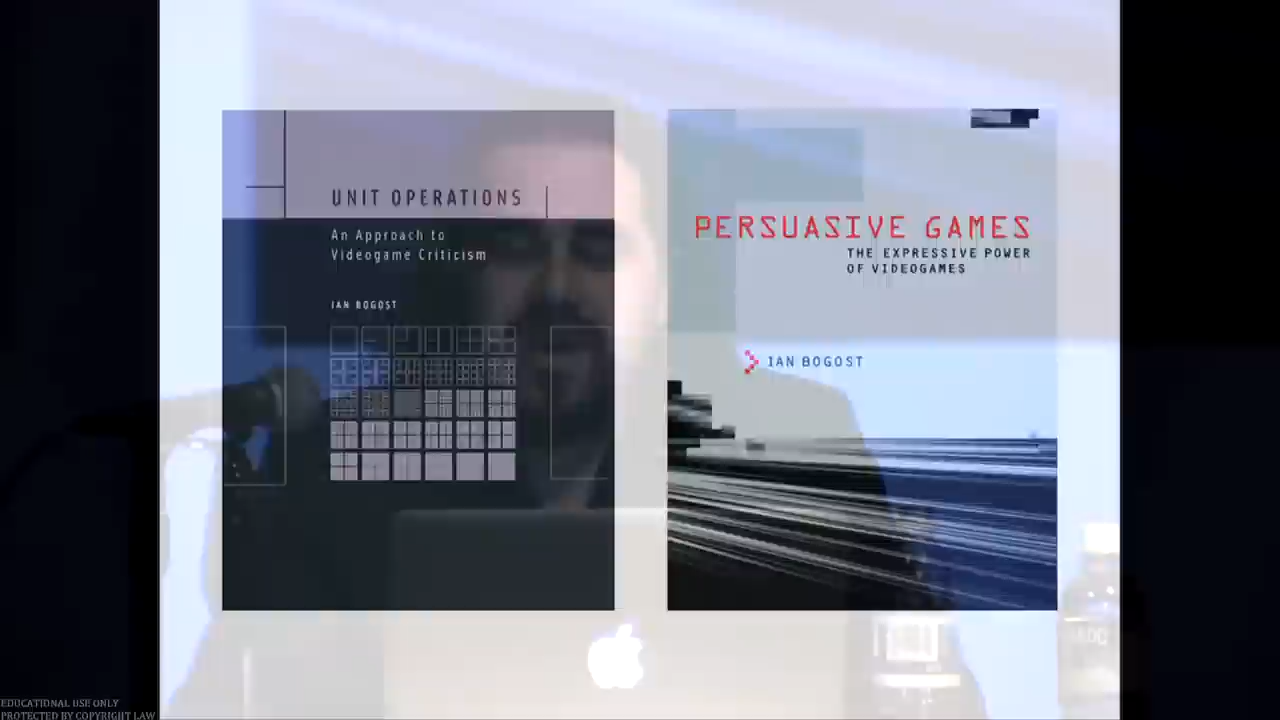 UNIT OPERATIONS
An Approach to
Videogame Criticism
IAN BOGOST
PERSUASIVE GAMES
THE EXPRESSIVE POWER
OF VIDEOGAMES
IAN BOGOST
EDUCATIONAL USE ONLY
PROTECTED BY COPYRIGHT LAW